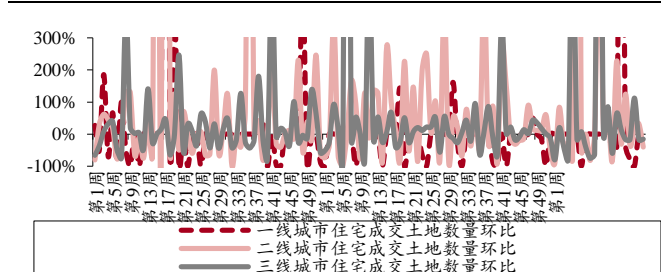 300%
200%
100%
0%
-100%
第1周
第5周
第9周
第13周
第17周
第21周
第25周
第29周
第33周
第37周
第41周
第45周
第49周
第1周
第5周
第9周
第13周
第17周
第21周
第25周
第29周
第33周
第37周
第41周
第45周
第49周
第1周
一线城市住宅成交土地数量环比
二线城市住宅成交土地数量环比
三线城市住宅成交土地数量环比